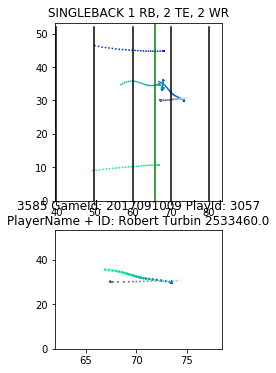 SINGLEBACK 1 RB, 2 TE, 2 WR
50
40
30
20
10
0
40 50 60 70 80
3585 GameId: 2017091009 PlayId: 3057
PlayerName + ID: Robert Turbin 2533460.0
40
20
0
65 70 75